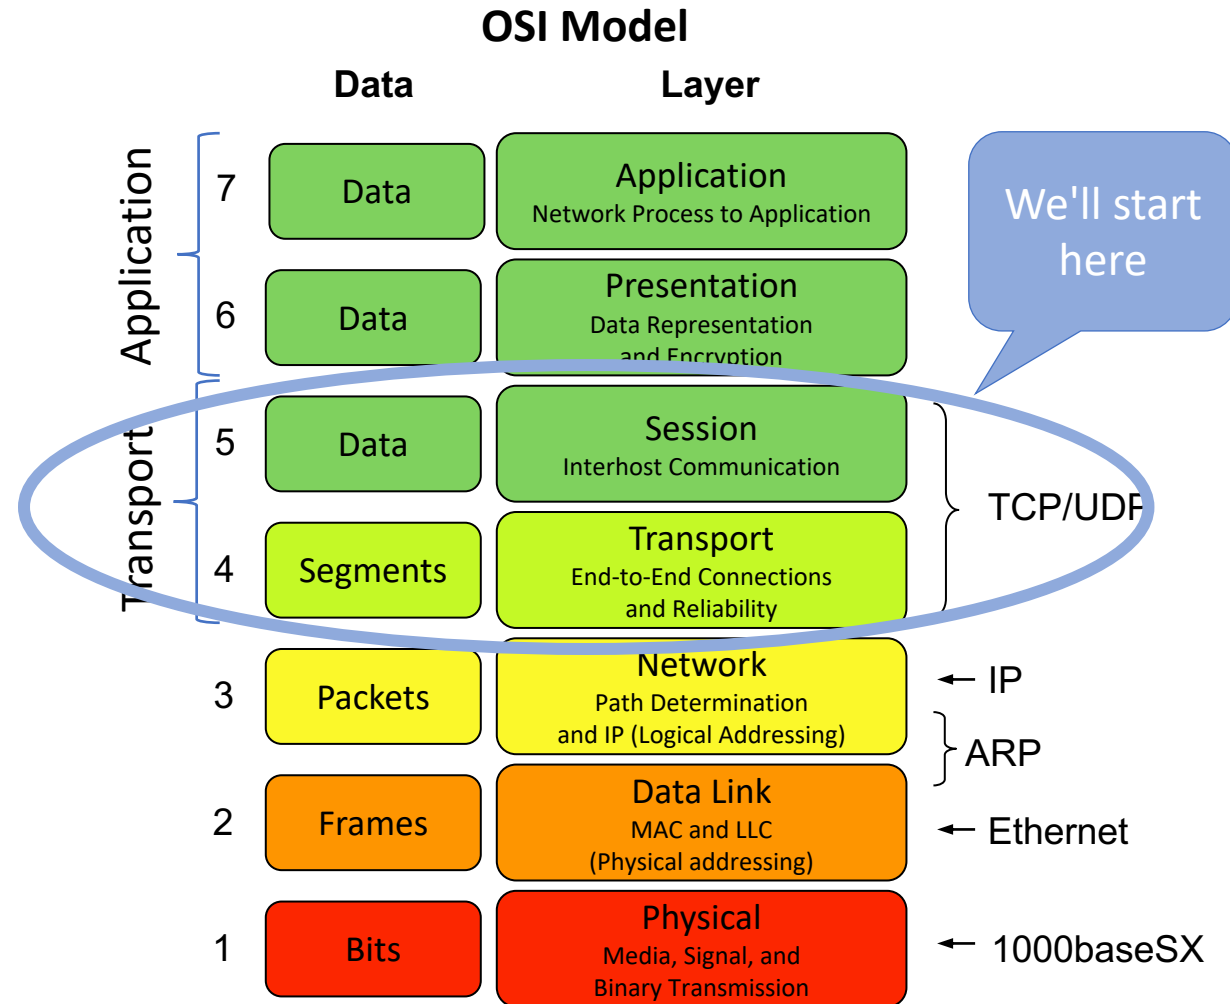 OSI Model
Data Layer
Application
7
Data
Application
Network Process to Application
We'll start
here
6
Data
Presentation
Data Representation
and Encryption
Transport
5
Data
Session
Interhost Communication
TCP/UDP
4
Segments
Transport
End-to-End Connections
and Reliability
3
Packets
Network
Path Determination
and IP (Logical Addressing)
IP
ARP
2
Frames
Data Link
MAC and LLC
(Physical addressing)
Ethernet
1
Bits
Physical
Media, Signal, and
Binary Transmission
1000baseSX